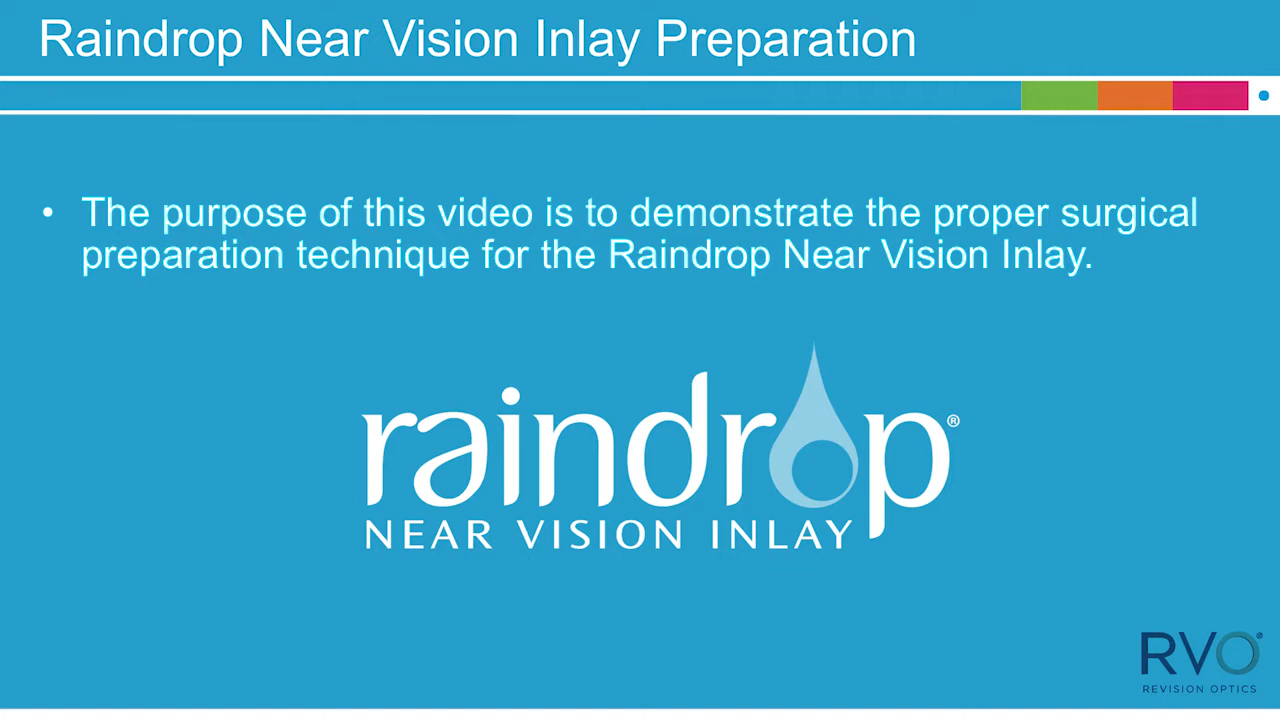 Raindrop Near Vision Inlay Preparation
• The purpose of this video is to demonstrate the proper surgical
preparation technique for the Raindrop Near Vision Inlay.
raindrop®
NEAR VISION INLAY
RVO®
REVISION OPTICS